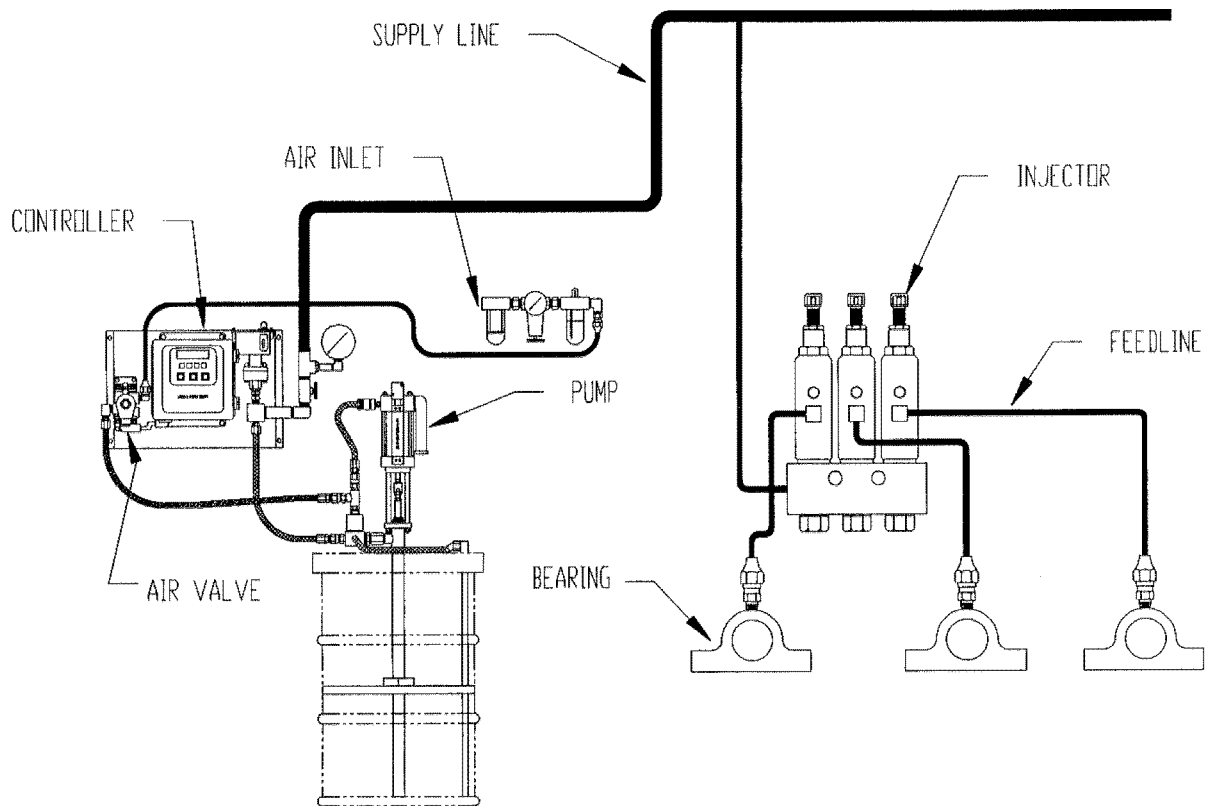 SUPPLY LINE
AIR INLET
INJECTOR
CONTROLLER
FEEDLINE
PUMP
BEARING
AIR VALVE